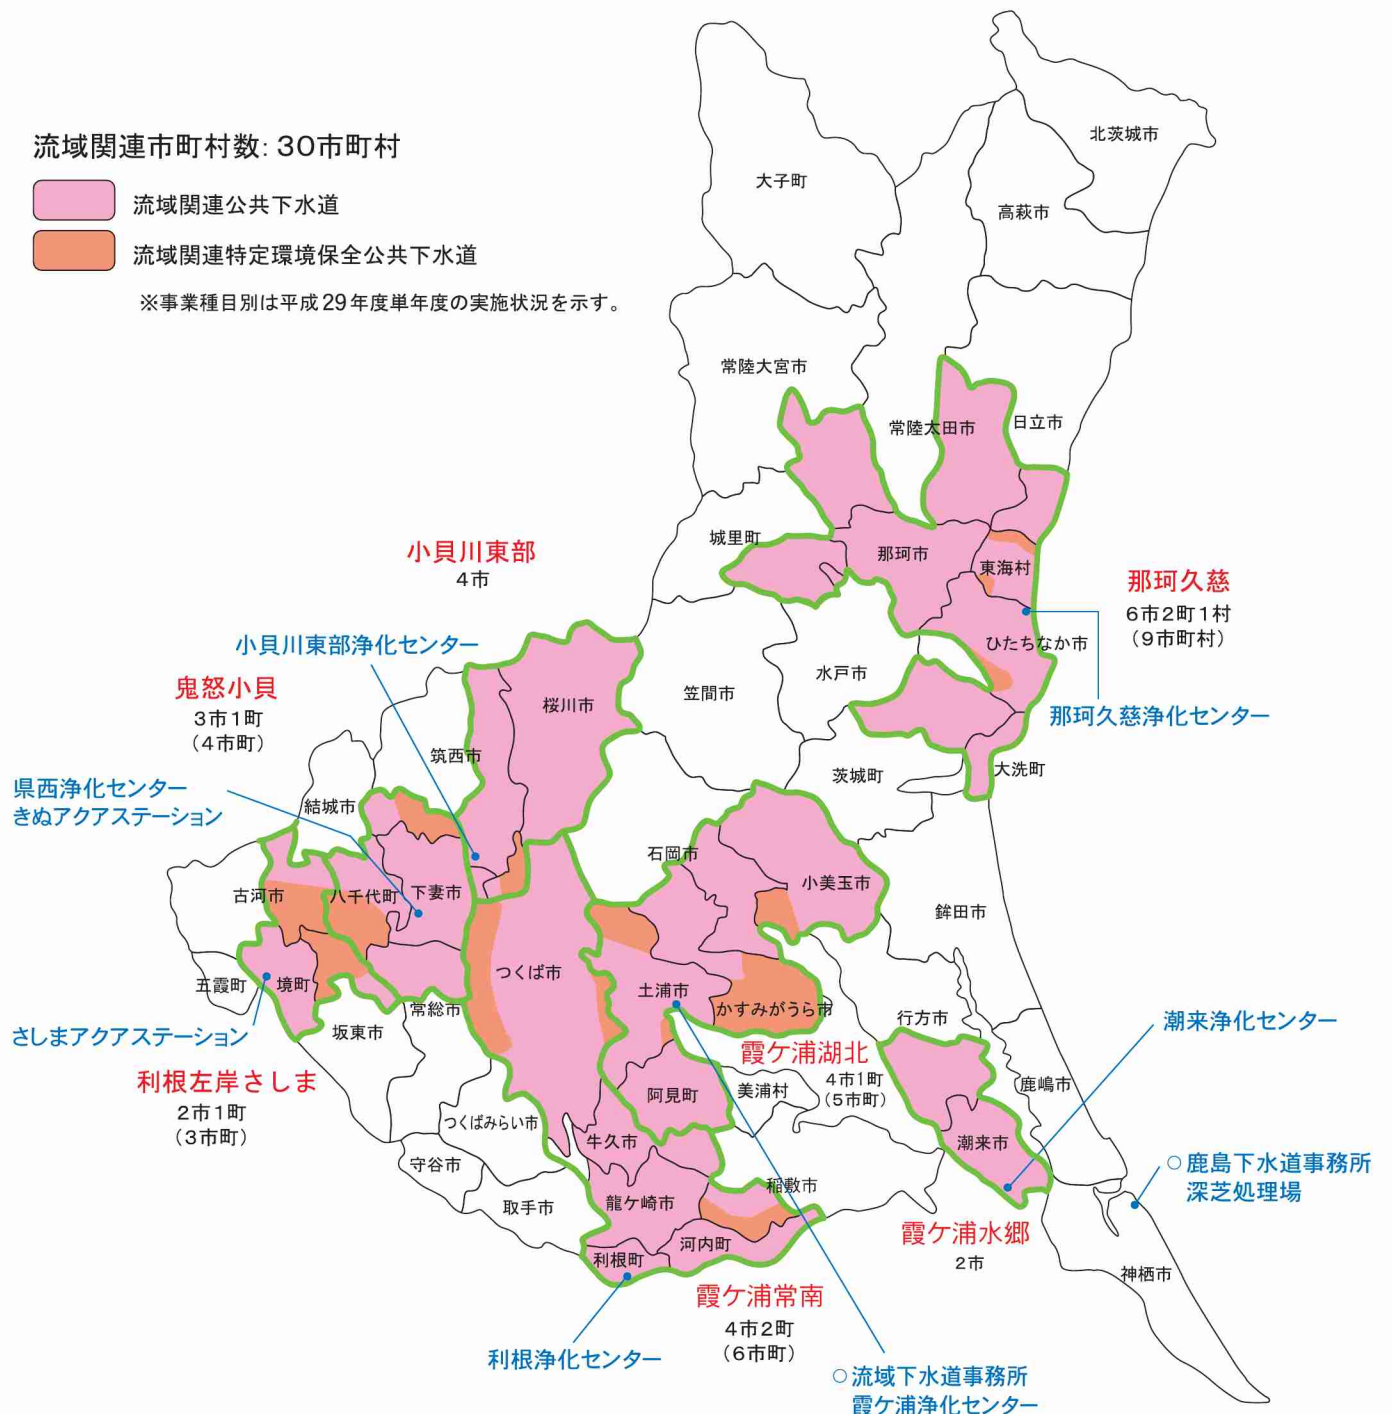 流域関連市町村数: 30市町村
流域関連公共下水道
流域関連特定環境保全公共下水道
※事業種目別は平成29年度単年度の実施状況を示す。
北茨城市
大子町
高萩市
常陸大宮市
常陸太田市
日立市
城里町
那珂市
東海村
小貝川東部
4市
那珂久慈
6市2町1村
(9市町村)
小貝川東部浄化センター
ひたちなか市
水戸市
笠間市
鬼怒小貝
3市1町
(4市町)
桜川市
那珂久慈浄化センター
筑西市
大洗町
茨城町
県西浄化センター
きぬアクアステーション
結城市
石岡市
小美玉市
古河市
八千代町
下妻市
鉾田市
つくば市
五霞町
境町
土浦市
かすみがうら市
常総市
行方市
坂東市
さしまアクアステーション
潮来浄化センター
霞ケ浦湖北
4市1町
(5市町)
利根左岸さしま
2市1町
(3市町)
阿見町
美浦村
鹿嶋市
つくばみらい市
牛久市
潮来市
守谷市
○鹿島下水道事務所
深芝処理場
稲敷市
取手市
龍ケ崎市
霞ケ浦水郷
2市
河内町
利根町
神栖市
霞ケ浦常南
4市2町
(6市町)
利根浄化センター
○流域下水道事務所
霞ケ浦浄化センター